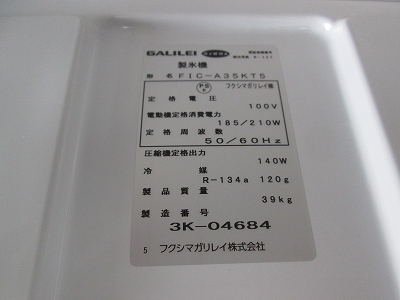 GALILEI
製氷機
形名 FIC-A35KT5
PSE フクシマガリレイ㈱
定格電圧
100V
電動機定格消費電力
185/210W
定格周波数
50/60Hz
圧縮機定格出力
140W
冷媒
R-134a 120g
製品質量
39kg
製造番号
3K-04684
5 フクシマガリレイ株式会社